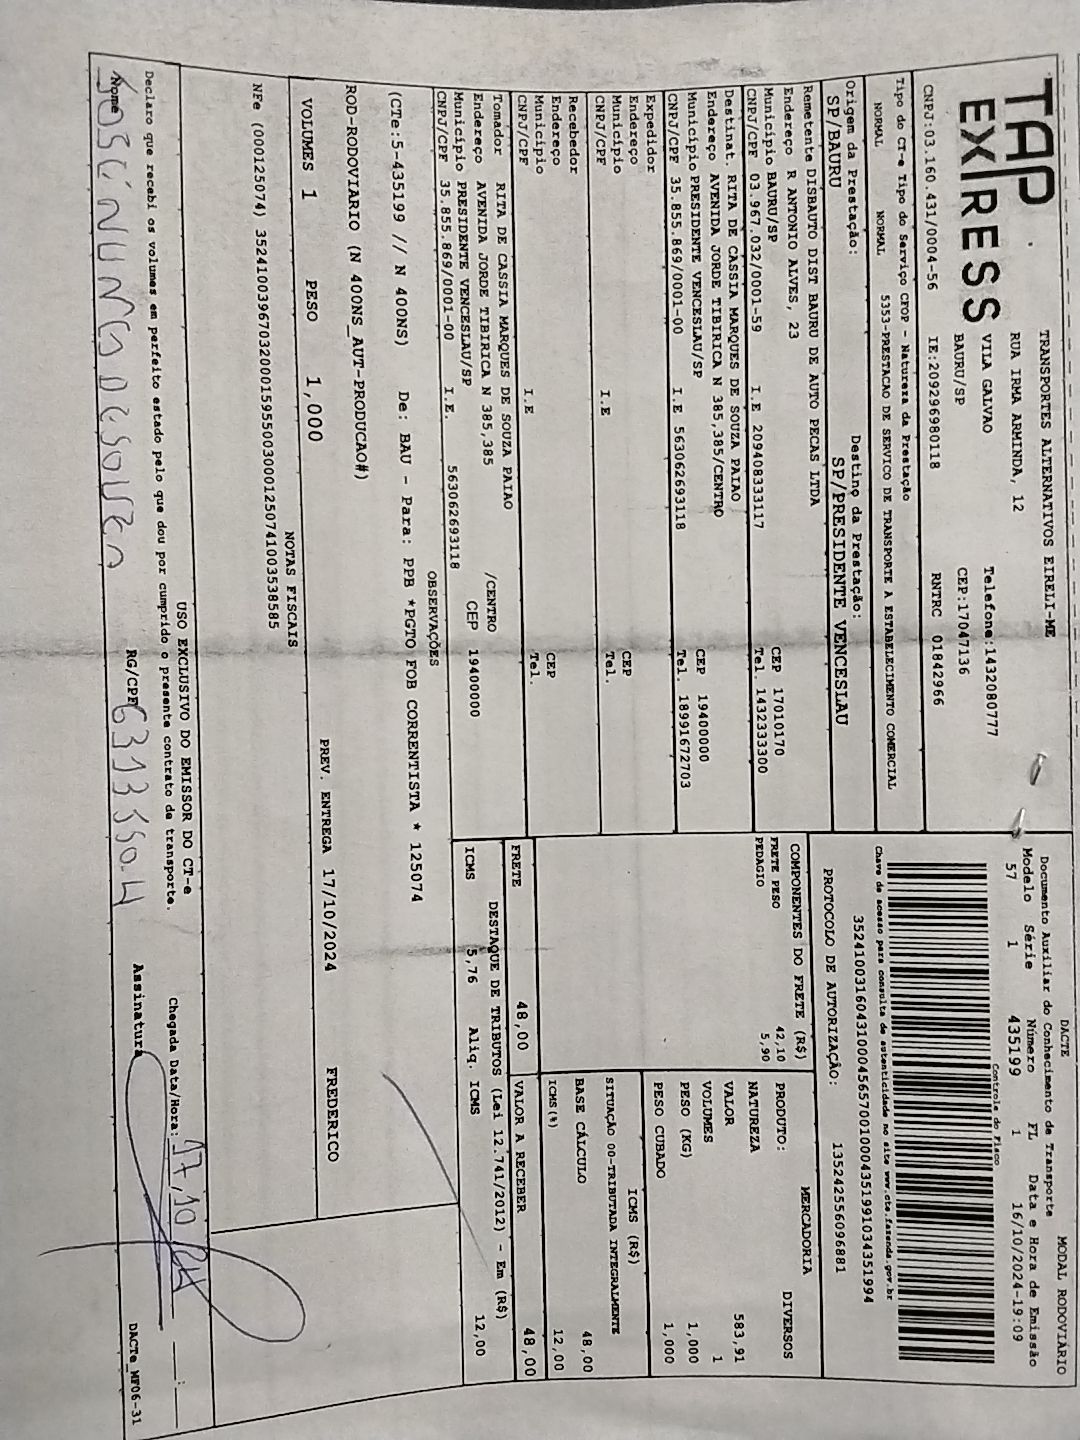 TAP
EXPRESS
TRANSPORTES ALTERNATIVOS EIRELI-ME
RUA IRMA ARMINDA, 12
VILA GALVAO Telefone:1432080777
BAURU/SP CEP:17047136
CNPJ:03.160.431/0004-56 IE:209296980118 RNTRC 01842966
Tipo do CT-e Tipo do Serviço CFOP - Natureza da Prestação
NORMAL NORMAL 5353-PRESTACAO DE SERVICO DE TRANSPORTE A ESTABELECIMENTO COMERCIAL
Origem da Prestação: Destino da Prestação:
SP/BAURU SP/PRESIDENTE VENCESLAU
Remetente DISBAUTO DIST BAURU DE AUTO PECAS LTDA
Endereço R ANTONIO ALVES, 23
Município BAURU/SP CEP 17010170
CNPJ/CPF 03.967.032/0001-59 I.E 209408333117 Tel. 1432333300
Destinat. RITA DE CASSIA MARQUES DE SOUZA PAIAO
Endereço AVENIDA JORDE TIBIRICA N 385,385/CENTRO
Município PRESIDENTE VENCESLAU/SP CEP 19400000
CNPJ/CPF 35.855.869/0001-00 I.E 563062693118 Tel. 18991672703
Expedidor
Endereço
Município CEP
CNPJ/CPF I.E Tel.
Recebedor
Endereço
Município CEP
CNPJ/CPF I.E Tel.
Tomador RITA DE CASSIA MARQUES DE SOUZA PAIAO
Endereço AVENIDA JORDE TIBIRICA N 385,385 /CENTRO
Município PRESIDENTE VENCESLAU/SP CEP 19400000
CNPJ/CPF 35.855.869/0001-00 I.E. 563062693118
DACTE MODAL RODOVIÁRIO
Documento Auxiliar do Conhecimento de Transporte
Modelo Série Número FL Data e Hora de Emissão
57 1 435199 1 16/10/2024-19:09
Controle do Fisco
Chave de acesso para consulta de autenticidade no site www.cte.fazenda.gov.br
35241003160431000456570010004351991034351994
PROTOCOLO DE AUTORIZAÇÃO: 135242556096881
COMPONENTES DO FRETE (R$)
FRETE PESO 42,10
PEDAGIO 5,90
MERCADORIA
PRODUTO: DIVERSOS
NATUREZA
VALOR 583,91
VOLUMES 1
PESO (KG) 1,000
PESO CUBADO 1,000
ICMS (R$)
SITUAÇÃO 00-TRIBUTADA INTEGRALMENTE
BASE CÁLCULO 48,00
ICMS (%) 12,00
FRETE 48,00 VALOR A RECEBER 48,00
DESTAQUE DE TRIBUTOS (Lei 12.741/2012) - Em (R$)
ICMS 5,76 Aliq. ICMS 12,00
OBSERVAÇÕES
(CTe::5-435199 // N 400NS) De: BAU - Para: PPB *PGTO FOB CORRENTISTA * 125074
ROD-RODOVIARIO (N 400NS_AUT-PRODUCAO#)
VOLUMES 1 PESO 1,000 PREV. ENTREGA 17/10/2024 FREDERICO
NOTAS FISCAIS
NFe (000125074) 35241003967032000159550030001250741003538585
USO EXCLUSIVO DO EMISSOR DO CT-e
Declaro que recebi os volumes em perfeito estado pelo que dou por cumprido o presente contrato de transporte. Chegada Data/Hora: 17,10
Nome RG/CPF Assinatura
DACTe_MF06-31